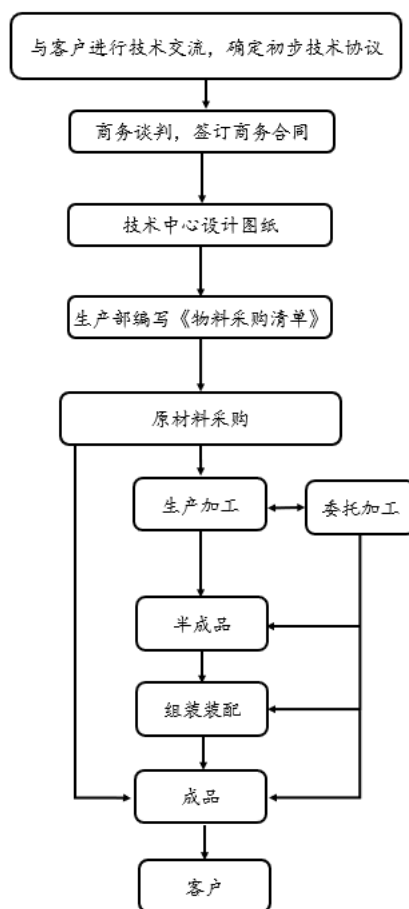 与客户进行技术交流，确定初步技术协议
商务谈判，签订商务合同
技术中心设计图纸
生产部编写《物料采购清单》
原材料采购
生产加工
委托加工
半成品
组装装配
成品
客户